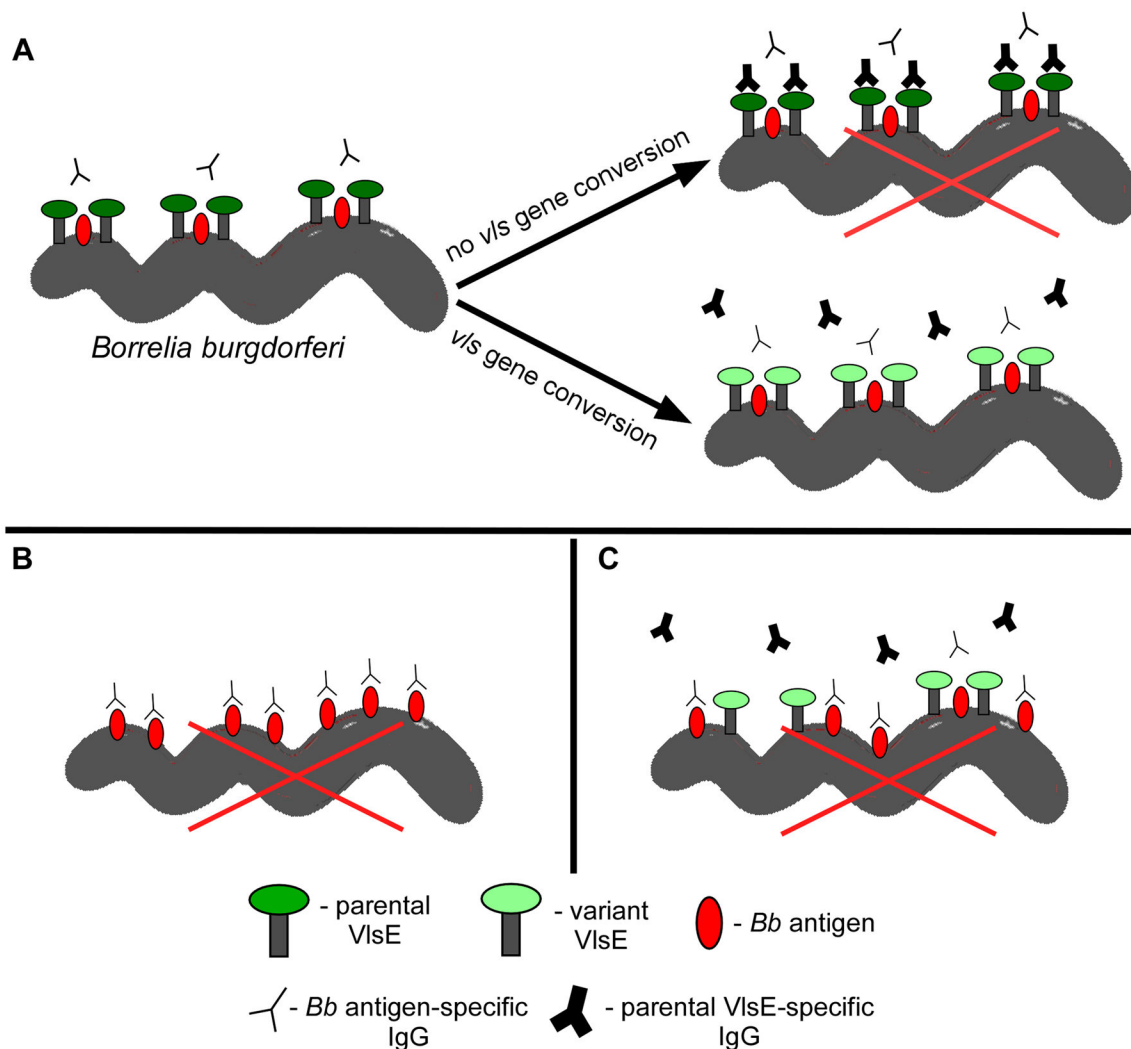 A
no vls gene conversion
Borrelia burgdorferi
vls gene conversion
B
C
- parental
VlsE
- variant
VlsE
- Bb antigen
- Bb antigen-specific
IgG
- parental VlsE-specific
IgG